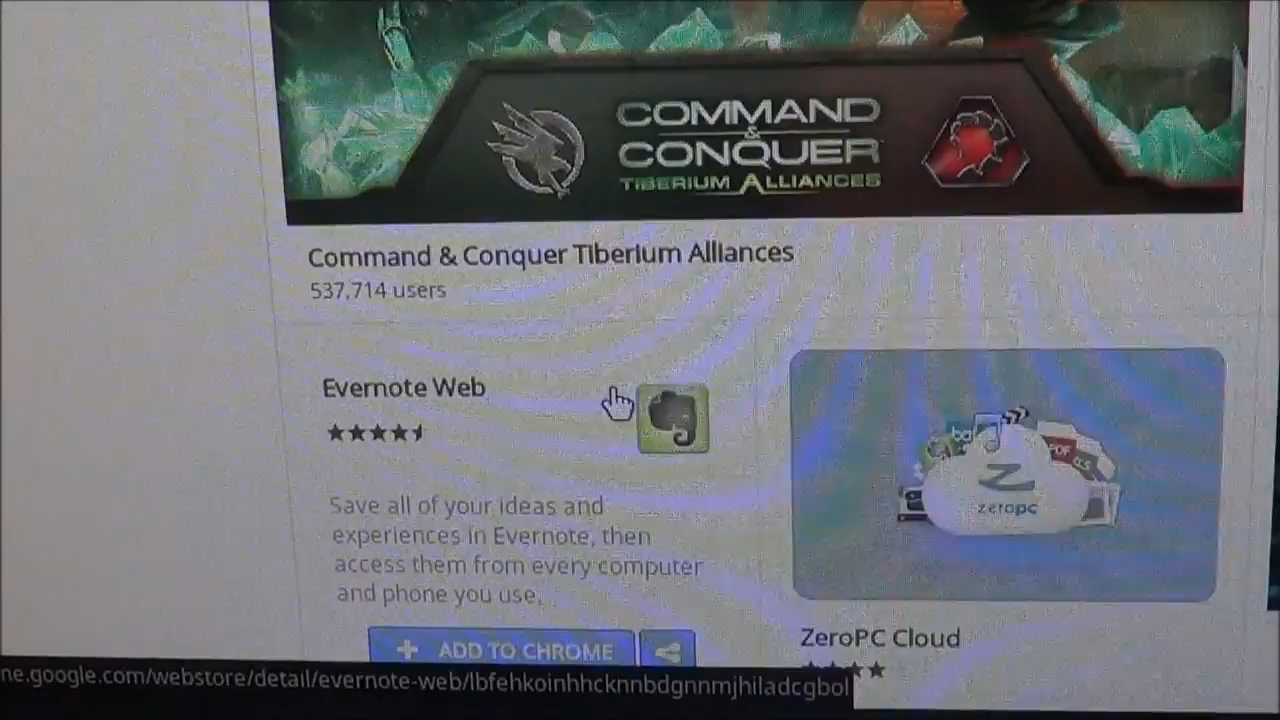 COMMAND
&
CONQUER
TIBERIUM ALLIANCES
Command & Conquer Tiberium Alliances
537,714 users
Evernote Web
Save all of your ideas and
experiences in Evernote, then
access them from every computer
and phone you use.
+ ADD TO CHROME
PDF
Z
zeropc
ZeroPC Cloud
ne.google.com/webstore/detail/evernote-web/lbfehkoinhhcknnbdgnnmjhiladcgbol